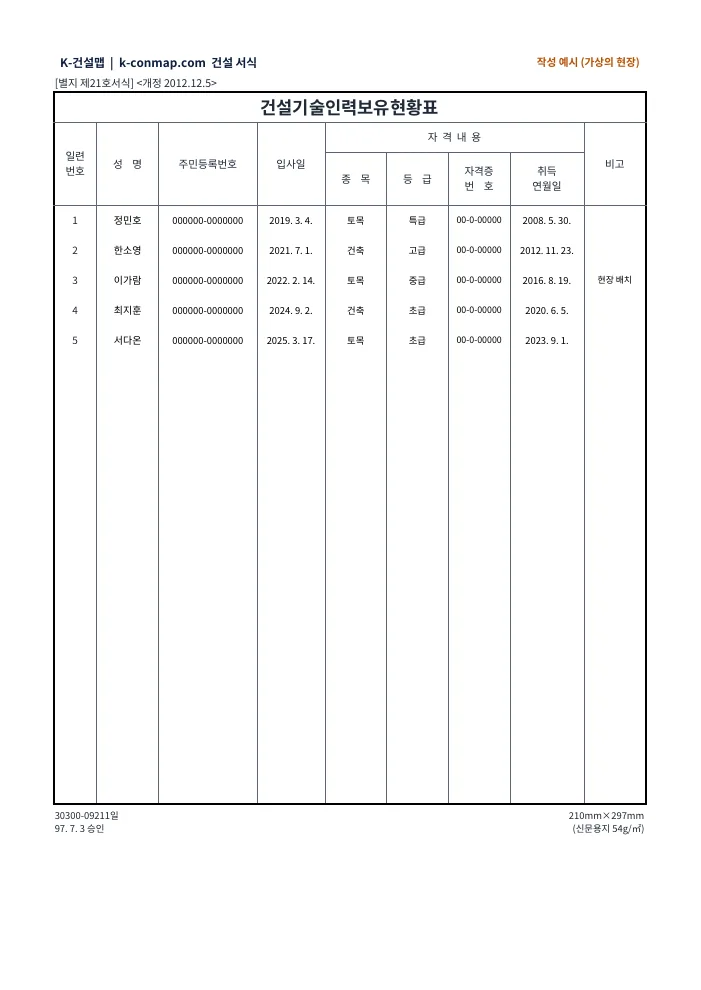 K-건설맵 | k-conmap.com 건설 서식
작성 예시 (가상의 현장)
[별지 제21호서식] <개정 2012.12.5>
건설기술인력보유현황표
일련 번호 성 명 주민등록번호 입사일 자 격 내 용 비고
종 목 등 급 자격증 번 호 취득 연월일
1 정민호 000000-0000000 2019. 3. 4. 토목 특급 00-0-00000 2008. 5. 30.
2 한소영 000000-0000000 2021. 7. 1. 건축 고급 00-0-00000 2012. 11. 23.
3 이가람 000000-0000000 2022. 2. 14. 토목 중급 00-0-00000 2016. 8. 19. 현장 배치
4 최지훈 000000-0000000 2024. 9. 2. 건축 초급 00-0-00000 2020. 6. 5.
5 서다온 000000-0000000 2025. 3. 17. 토목 초급 00-0-00000 2023. 9. 1.
30300-09211일 210mm×297mm
97. 7. 3 승인 (신문용지 54g/㎡)